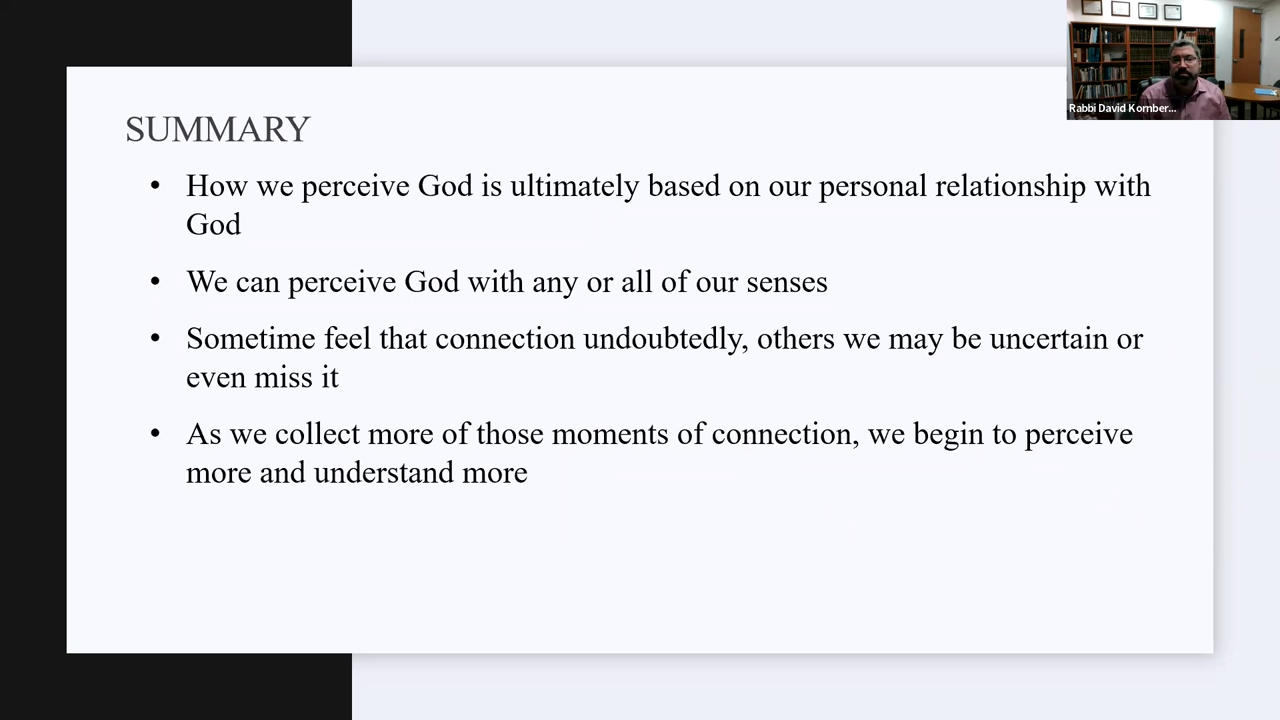 Rabbi David Kornber...
SUMMARY
• How we perceive God is ultimately based on our personal relationship with
God
• We can perceive God with any or all of our senses
• Sometime feel that connection undoubtedly, others we may be uncertain or
even miss it
• As we collect more of those moments of connection, we begin to perceive
more and understand more